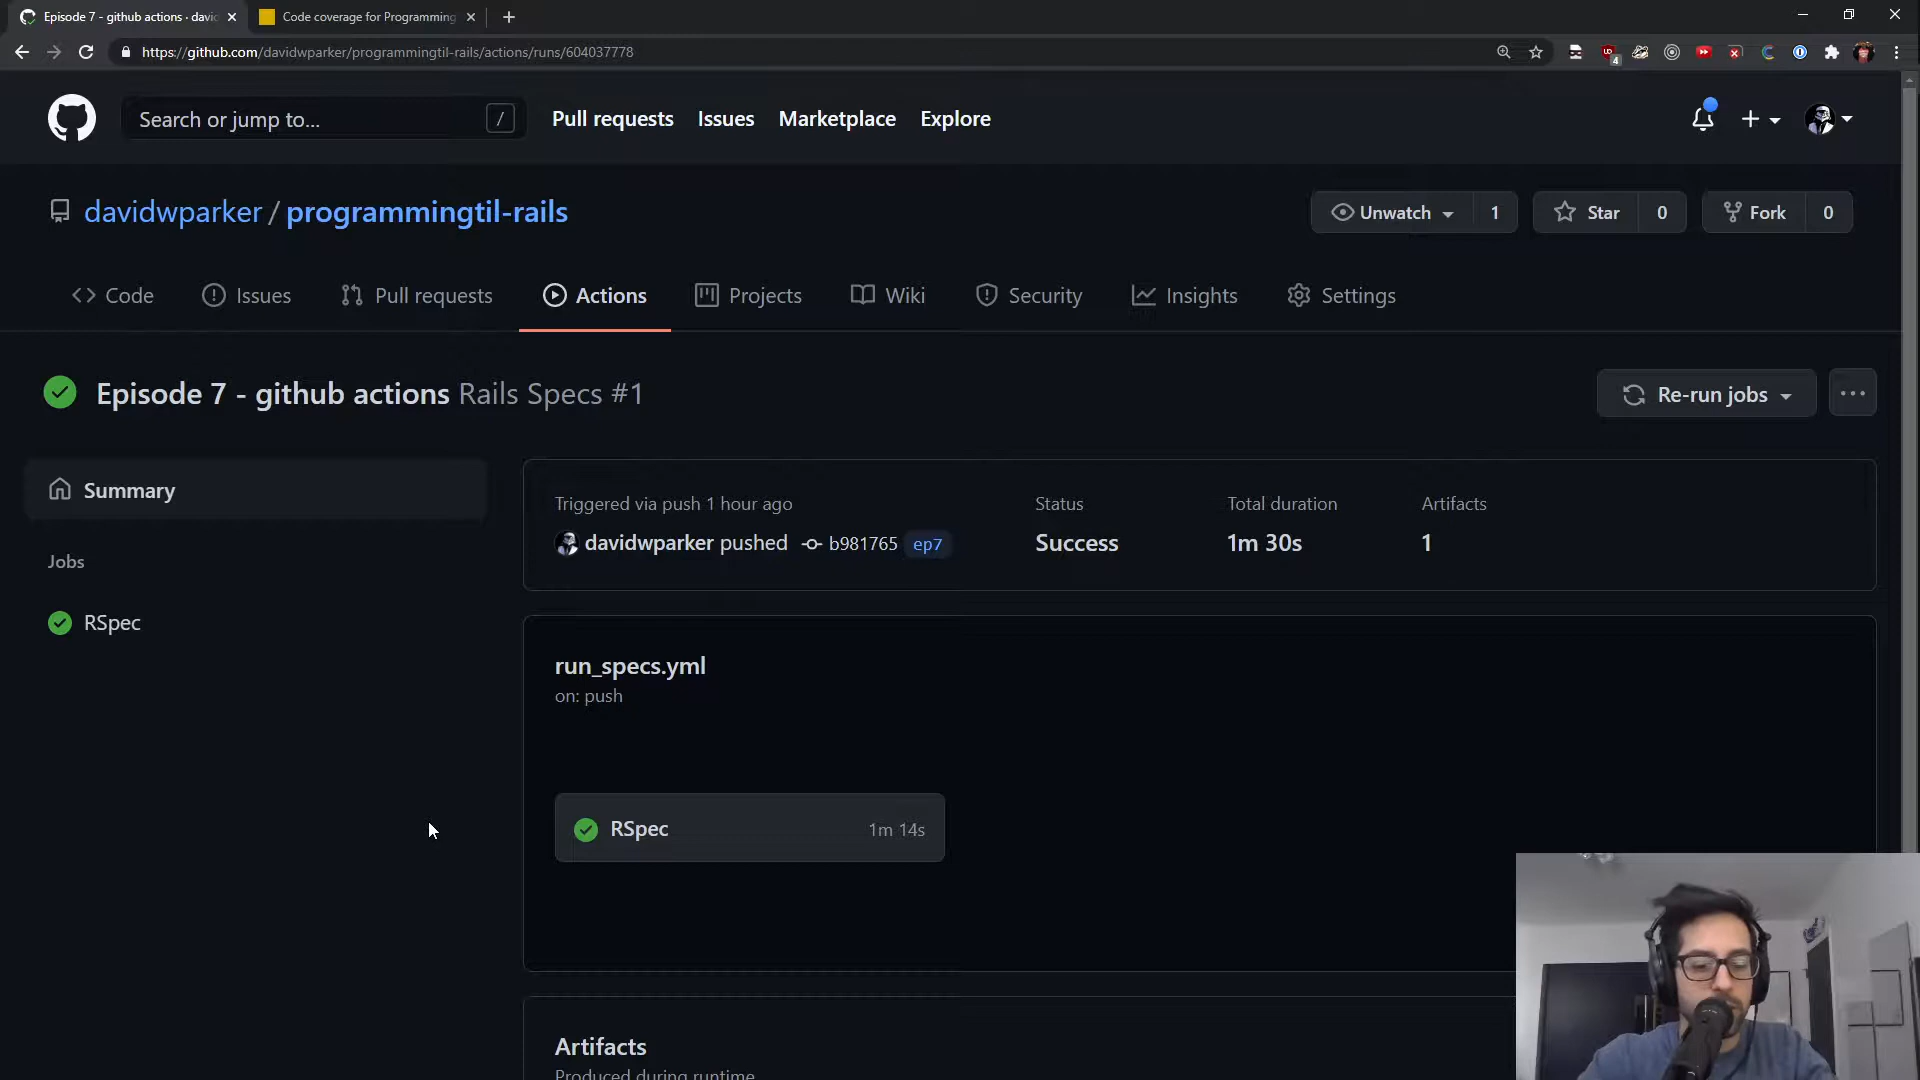 Episode 7 - github actions · davi
Code coverage for Programming
https://github.com/davidwparker/programmingtil-rails/actions/runs/604037778
4
Search or jump to...
/
Pull requests
Issues
Marketplace
Explore
davidwparker / programmingtil-rails
Unwatch
1
Star
0
Fork
0
Code
Issues
Pull requests
Actions
Projects
Wiki
Security
Insights
Settings
Episode 7 - github actions Rails Specs #1
Re-run jobs
Summary
Triggered via push 1 hour ago
Status
Total duration
Artifacts
davidwparker pushed b981765 ep7
Success
1m 30s
1
Jobs
RSpec
run_specs.yml
on: push
RSpec
1m 14s
Artifacts
Produced during runtime